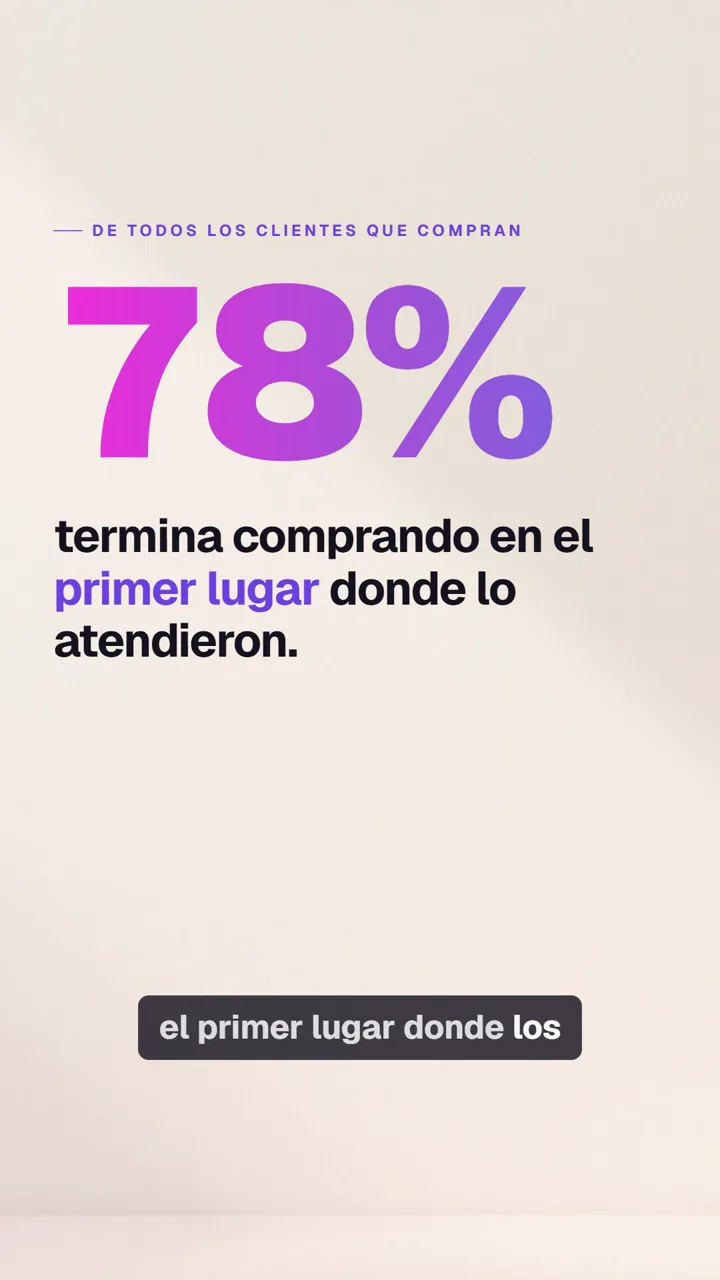 DE TODOS LOS CLIENTES QUE COMPRAN
78%
termina comprando en el
primer lugar donde lo
atendieron.
el primer lugar donde los